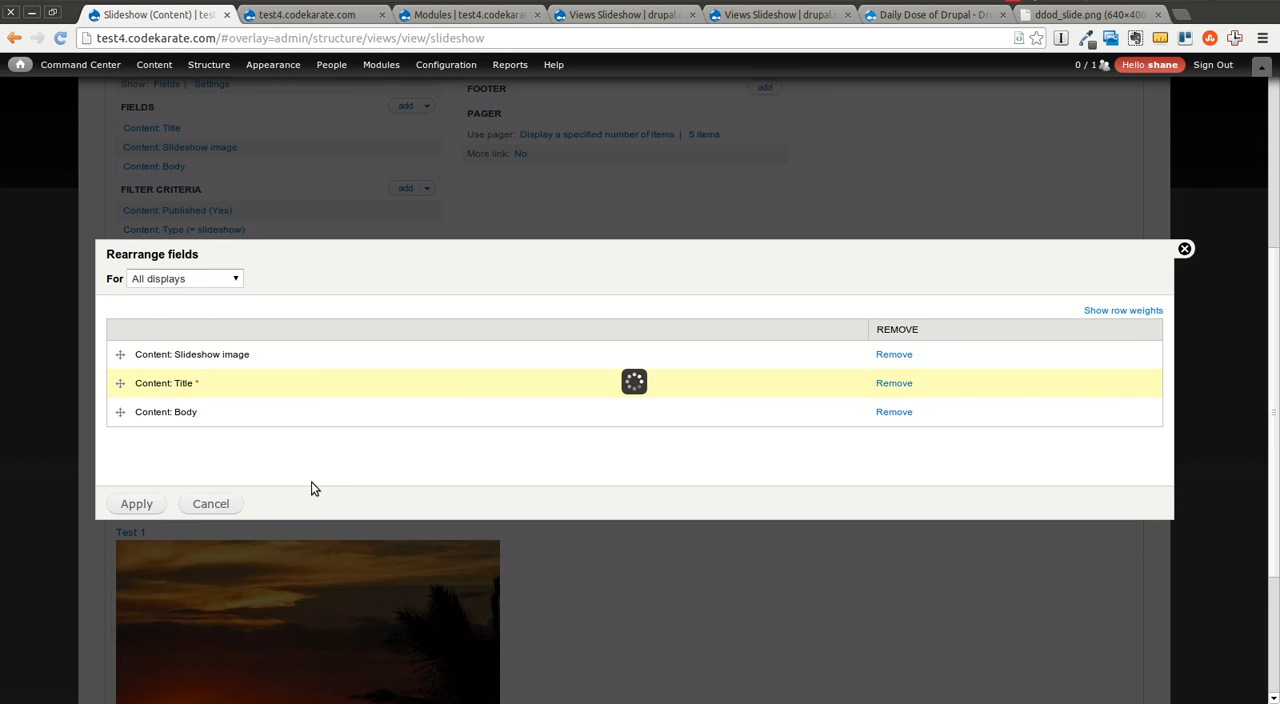 Slideshow (Content) | test
test4.codekarate.com
Modules | test4.codekarat
Views Slideshow | drupal.
Views Slideshow | drupal.
Daily Dose of Drupal - Dr
ddod_slide.png (640×400
test4.codekarate.com/#overlay=admin/structure/views/view/slideshow
Command Center Content Structure Appearance People Modules Configuration Reports Help 0 / 1 Hello shane Sign Out
Show: Fields | Settings
FOOTER add
FIELDS add
PAGER
Content: Title
Use pager: Display a specified number of items | 5 items
Content: Slideshow image
More link: No
Content: Body
FILTER CRITERIA add
Content: Published (Yes)
Content: Type (= slideshow)
Rearrange fields
For All displays
Show row weights
REMOVE
Content: Slideshow image Remove
Content: Title * Remove
Content: Body Remove
Apply Cancel
Test 1